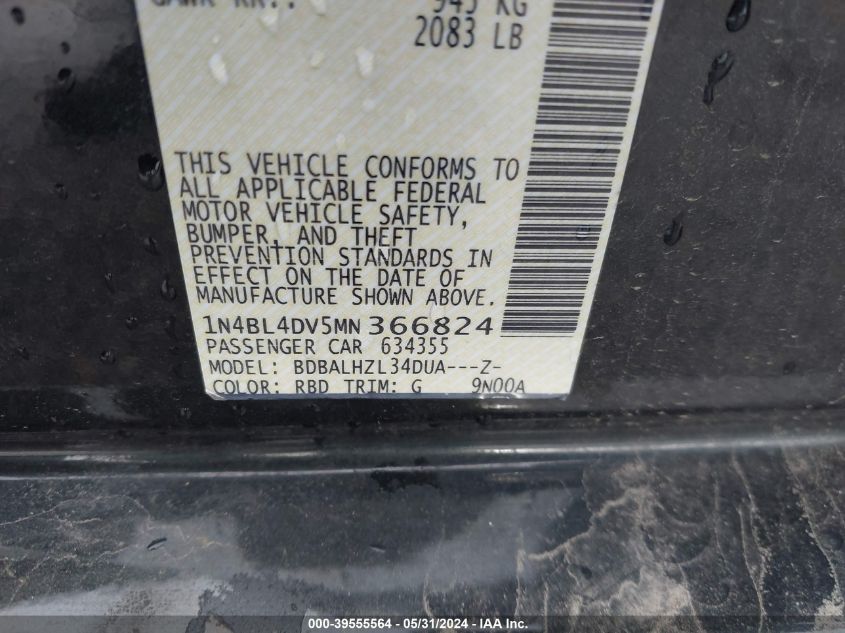 945 KG
2083 LB
THIS VEHICLE CONFORMS TO
ALL APPLICABLE FEDERAL
MOTOR VEHICLE SAFETY,
BUMPER, AND THEFT
PREVENTION STANDARDS IN
EFFECT ON THE DATE OF
MANUFACTURE SHOWN ABOVE.
1N4BL4DV5MN366824
PASSENGER CAR 634355
MODEL: BDBALHZL34DUA---Z-
COLOR: RBD TRIM: G 9N00A
000-39555564 - 05/31/2024 - IAA Inc.